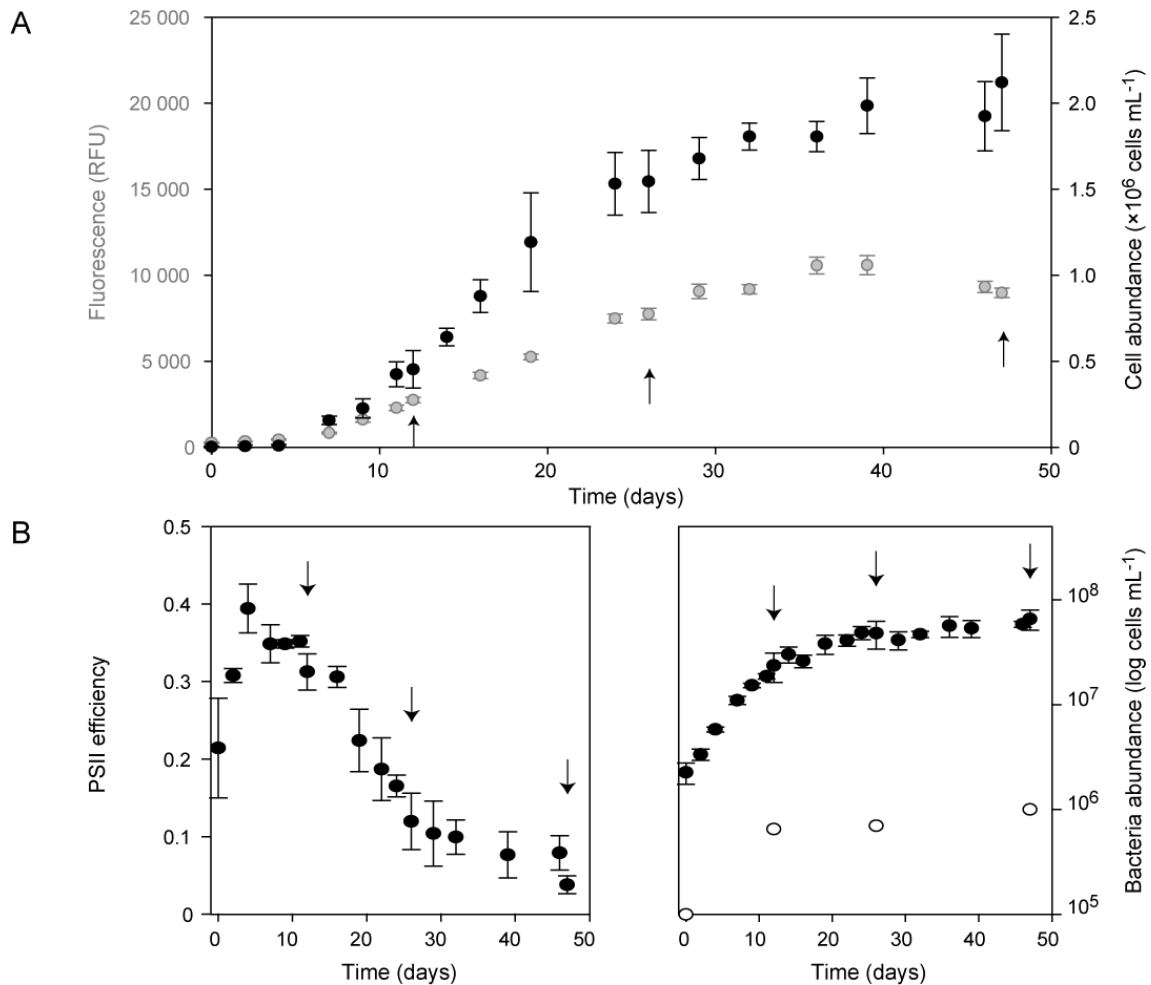 A
25 000
20 000
15 000
10 000
5 000
0
Fluorescence (RFU)
2.5
2.0
1.5
1.0
0.5
0
Cell abundance (×10⁶ cells mL⁻¹)
0 10 20 30 40 50
Time (days)
B
0.5
0.4
0.3
0.2
0.1
0
PSII efficiency
0 10 20 30 40 50
Time (days)
10⁸
10⁷
10⁶
10⁵
Bacteria abundance (log cells mL⁻¹)
0 10 20 30 40 50
Time (days)